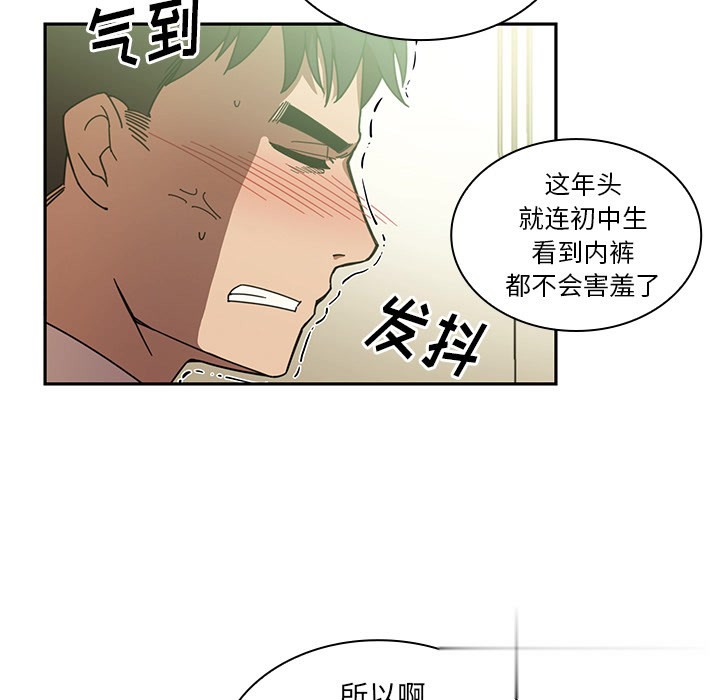 气到
这年头
就连初中生
看到内裤
都不会害羞了
发抖
所以啊